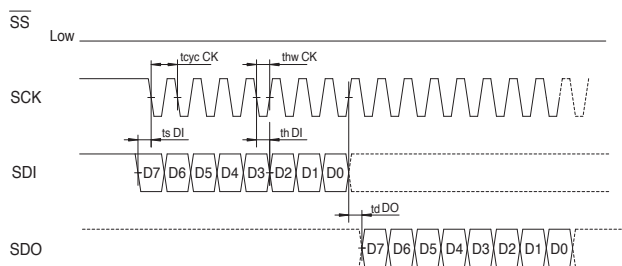 SS
Low
tcyc CK
thw CK
SCK
ts DI
th DI
SDI
D7 D6 D5 D4 D3 D2 D1 D0
td DO
SDO
D7 D6 D5 D4 D3 D2 D1 D0